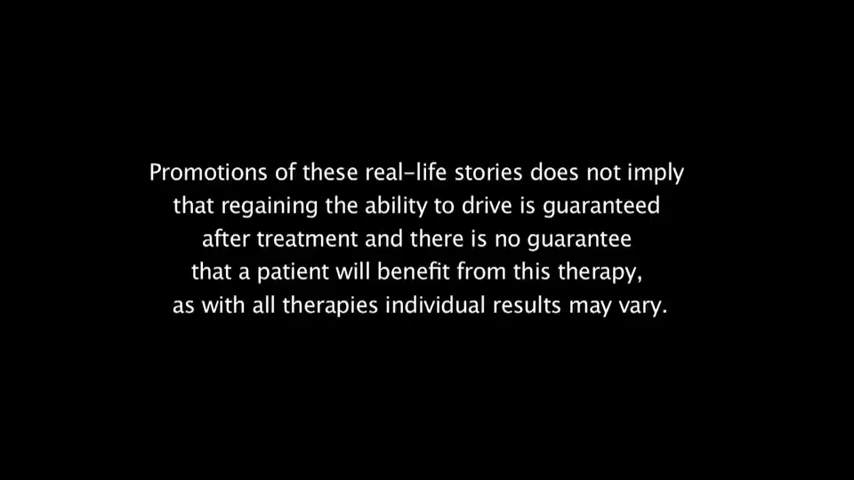 Promotions of these real-life stories does not imply
that regaining the ability to drive is guaranteed
after treatment and there is no guarantee
that a patient will benefit from this therapy,
as with all therapies individual results may vary.